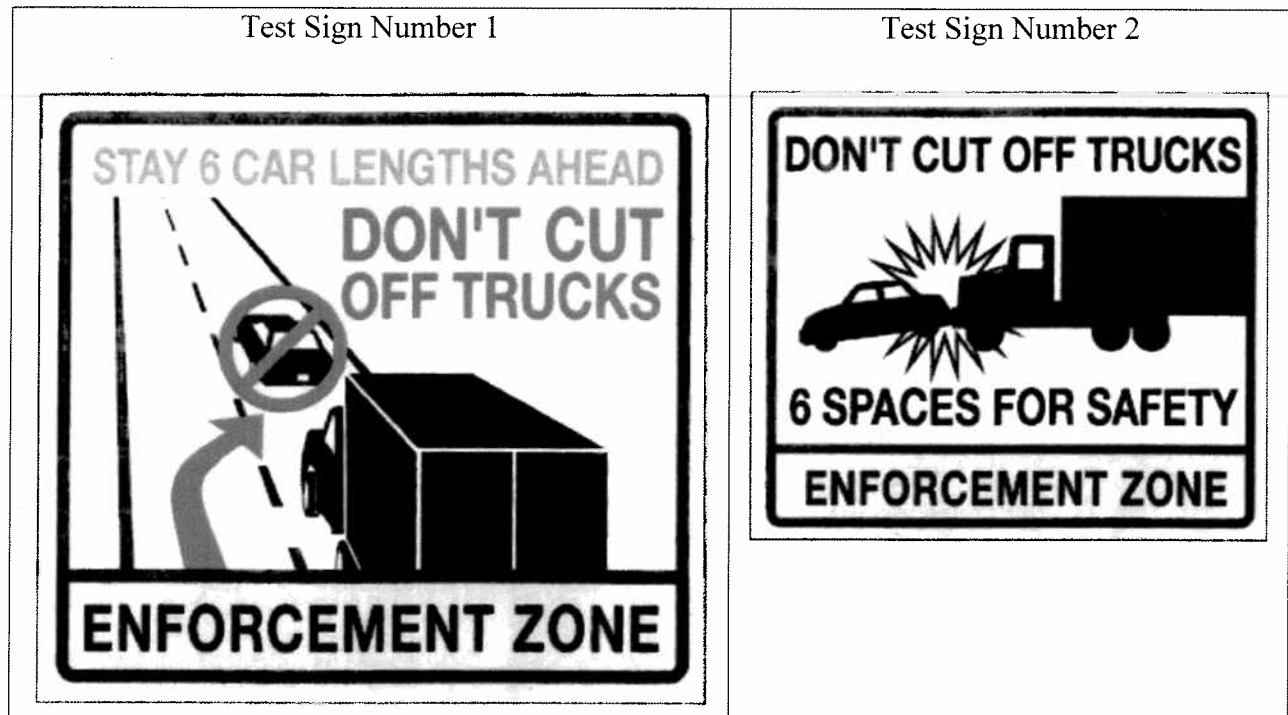 Test Sign Number 1
STAY 6 CAR LENGTHS AHEAD
DON'T CUT
OFF TRUCKS
ENFORCEMENT ZONE
Test Sign Number 2
DON'T CUT OFF TRUCKS
6 SPACES FOR SAFETY
ENFORCEMENT ZONE